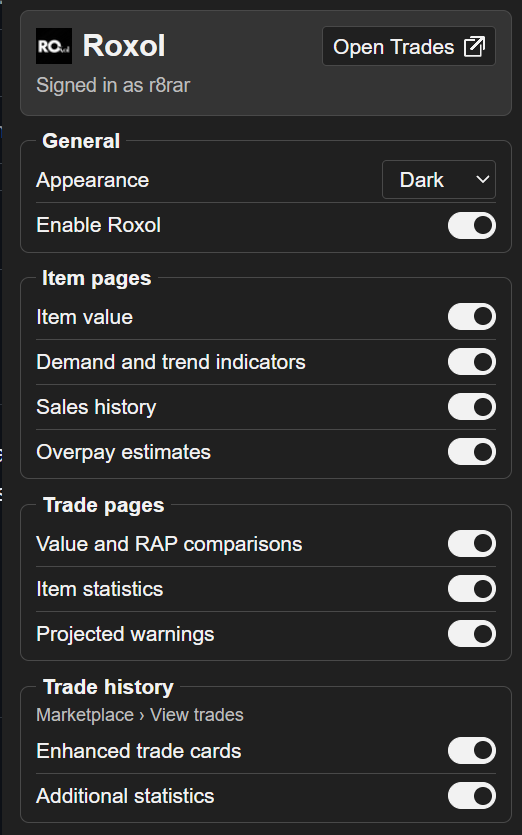 RO.xol
Roxol
Open Trades
Signed in as r8rar
General
Appearance
Dark
Enable Roxol
Item pages
Item value
Demand and trend indicators
Sales history
Overpay estimates
Trade pages
Value and RAP comparisons
Item statistics
Projected warnings
Trade history
Marketplace › View trades
Enhanced trade cards
Additional statistics